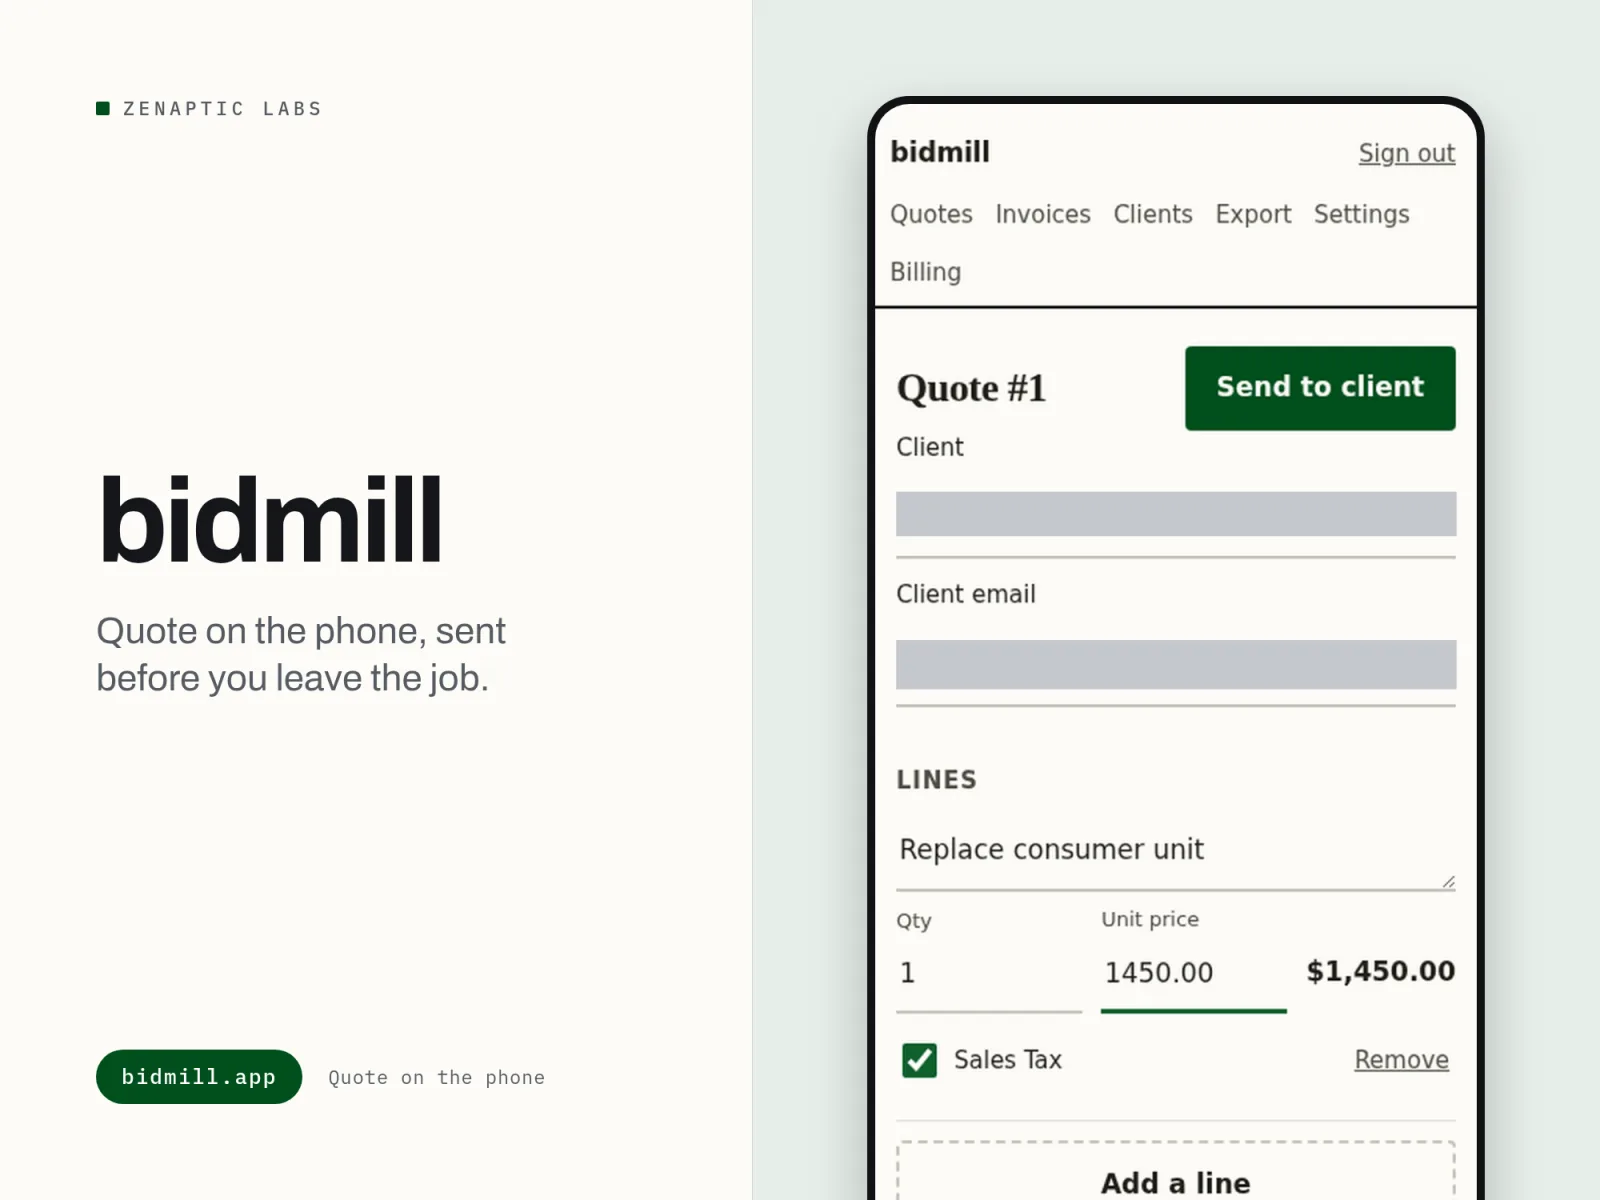 ZENAPTIC LABS
bidmill
Quote on the phone, sent
before you leave the job.
bidmill.app
Quote on the phone
bidmill
Sign out
Quotes Invoices Clients Export Settings
Billing
Quote #1
Send to client
Client
Client email
LINES
Replace consumer unit
Qty
Unit price
1
1450.00
$1,450.00
Sales Tax
Remove
Add a line